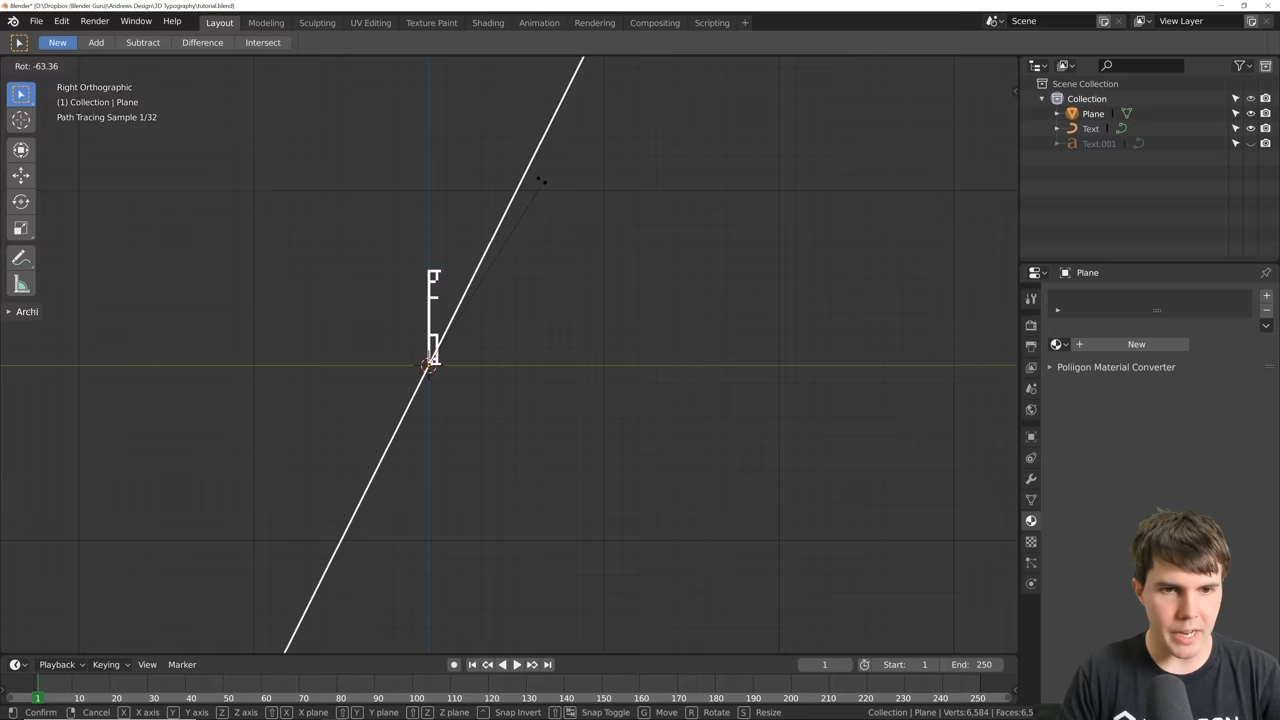 Blender* [D:\Dropbox (Blender Guru)\Andrews Design\3D Typography\tutorial.blend]
File Edit Render Window Help Layout Modeling Sculpting UV Editing Texture Paint Shading Animation Rendering Compositing Scripting + Scene View Layer
New Add Subtract Difference Intersect
Rot: -63.36
Right Orthographic
(1) Collection | Plane
Path Tracing Sample 1/32
Archi
Scene Collection
Collection
Plane
Text
Text.001
Plane
New
Poliigon Material Converter
Playback Keying View Marker 1 Start: 1 End: 250
1 10 20 30 40 50 60 70 80 90 100 110 120 130 140 150 160 170 180 190 200 210 220 230 240 250
Confirm Cancel X X axis Y Y axis Z Z axis X X plane Y Y plane Z Z plane Snap Invert Snap Toggle G Move R Rotate S Resize Collection | Plane | Verts:6,584 | Faces:6,5